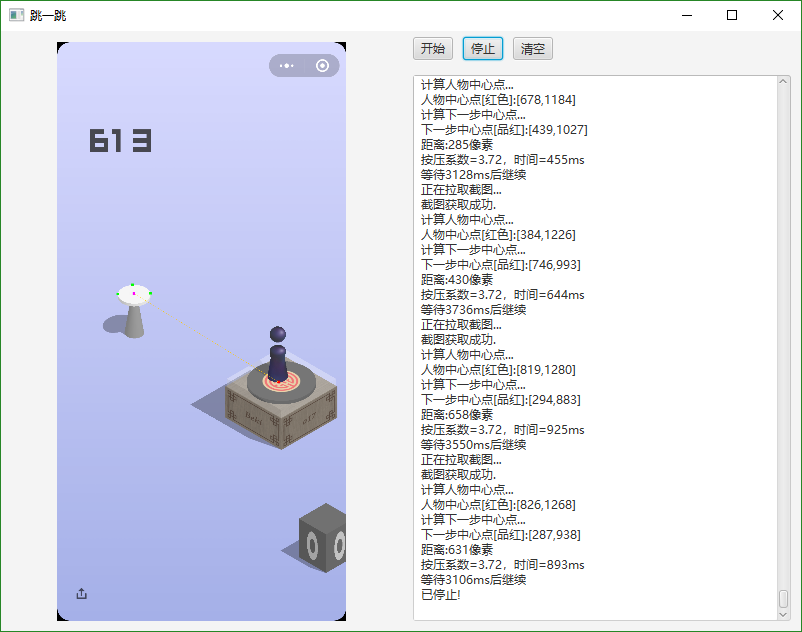 跳一跳
开始
停止
清空
613
计算人物中心点...
人物中心点[红色]:[678,1184]
计算下一步中心点...
下一步中心点[品红]:[439,1027]
距离:285像素
按压系数=3.72，时间=455ms
等待3128ms后继续
正在拉取截图...
截图获取成功.
计算人物中心点...
人物中心点[红色]:[384,1226]
计算下一步中心点...
下一步中心点[品红]:[746,993]
距离:430像素
按压系数=3.72，时间=644ms
等待3736ms后继续
正在拉取截图...
截图获取成功.
计算人物中心点...
人物中心点[红色]:[819,1280]
计算下一步中心点...
下一步中心点[品红]:[294,883]
距离:658像素
按压系数=3.72，时间=925ms
等待3550ms后继续
正在拉取截图...
截图获取成功.
计算人物中心点...
人物中心点[红色]:[826,1268]
计算下一步中心点...
下一步中心点[品红]:[287,938]
距离:631像素
按压系数=3.72，时间=893ms
等待3106ms后继续
已停止!